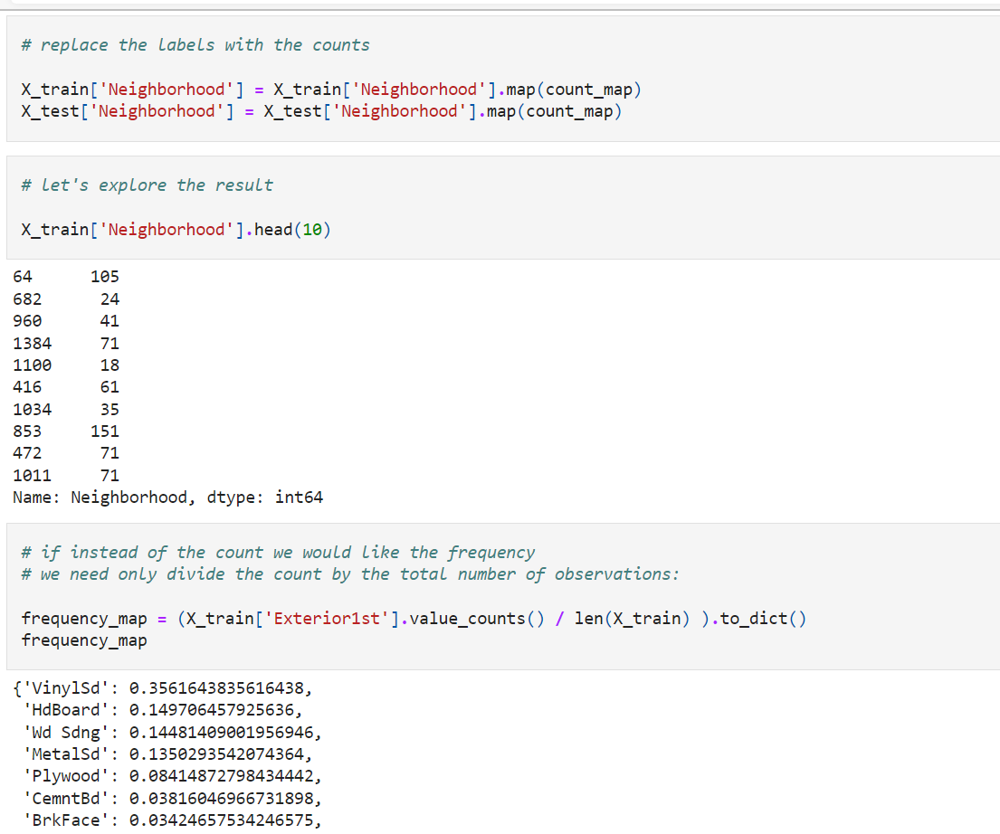 # replace the labels with the counts
X_train['Neighborhood'] = X_train['Neighborhood'].map(count_map)
X_test['Neighborhood'] = X_test['Neighborhood'].map(count_map)
# let's explore the result
X_train['Neighborhood'].head(10)
64      105
682      24
960      41
1384     71
1100     18
416      61
1034     35
853     151
472      71
1011     71
Name: Neighborhood, dtype: int64
# if instead of the count we would like the frequency
# we need only divide the count by the total number of observations:
frequency_map = (X_train['Exterior1st'].value_counts() / len(X_train) ).to_dict()
frequency_map
{'VinylSd': 0.3561643835616438,
 'HdBoard': 0.149706457925636,
 'Wd Sdng': 0.14481409001956946,
 'MetalSd': 0.1350293542074364,
 'Plywood': 0.08414872798434442,
 'CemntBd': 0.03816046966731898,
 'BrkFace': 0.03424657534246575,